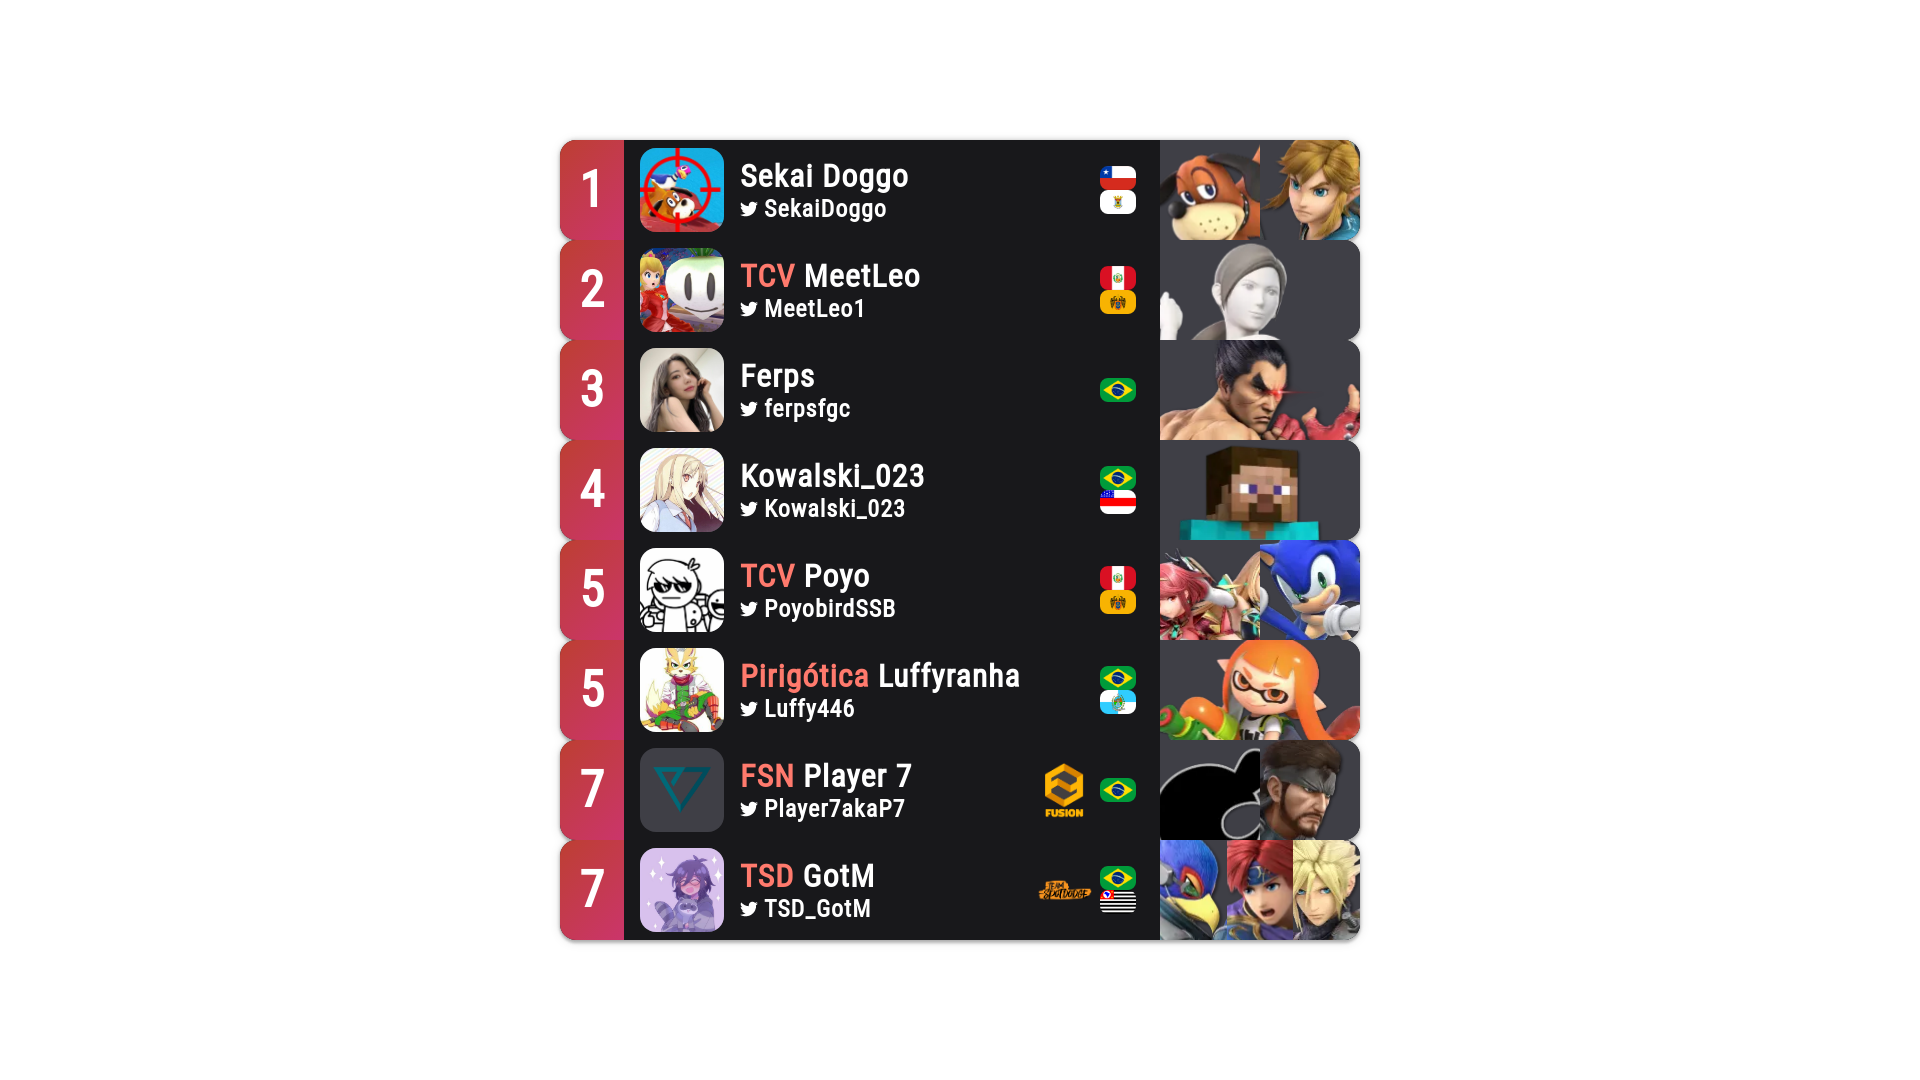 1
Sekai Doggo
SekaiDoggo
2
TCV MeetLeo
MeetLeo1
3
Ferps
ferpsfgc
4
Kowalski_023
Kowalski_023
5
TCV Poyo
PoyobirdSSB
5
Pirigótica Luffyranha
Luffy446
7
FSN Player 7
Player7akaP7
FUSION
7
TSD GotM
TSD_GotM